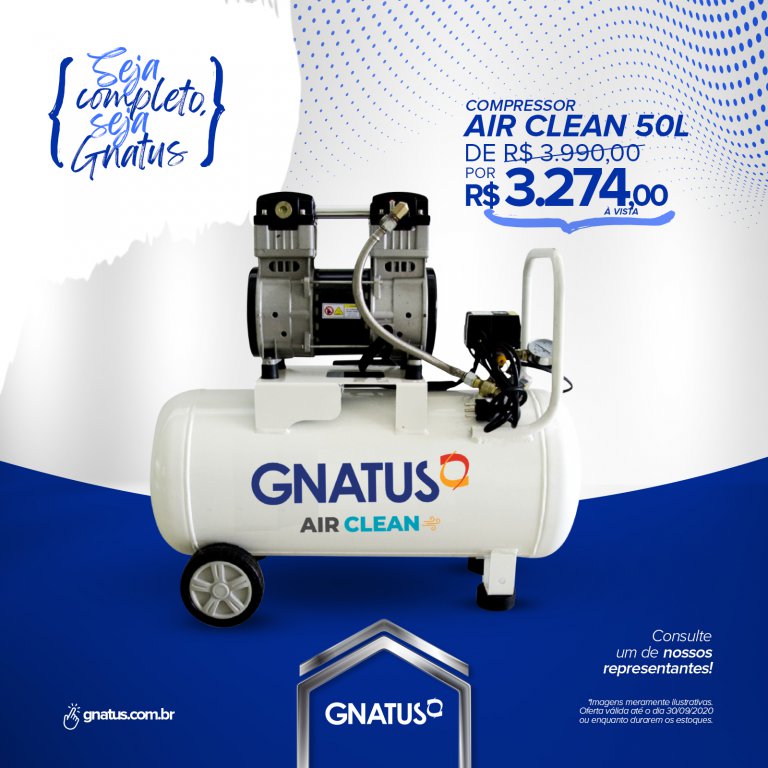 Seja
completo,
seja
Gnatus
COMPRESSOR
AIR CLEAN 50L
DE R$ 3.990,00
POR
R$ 3.274,00
À VISTA
GNATUS
AIR CLEAN
Consulte
um de nossos
representantes!
gnatus.com.br
GNATUS
*Imagens meramente ilustrativas.
Oferta válida até o dia 30/09/2020
ou enquanto durarem os estoques.